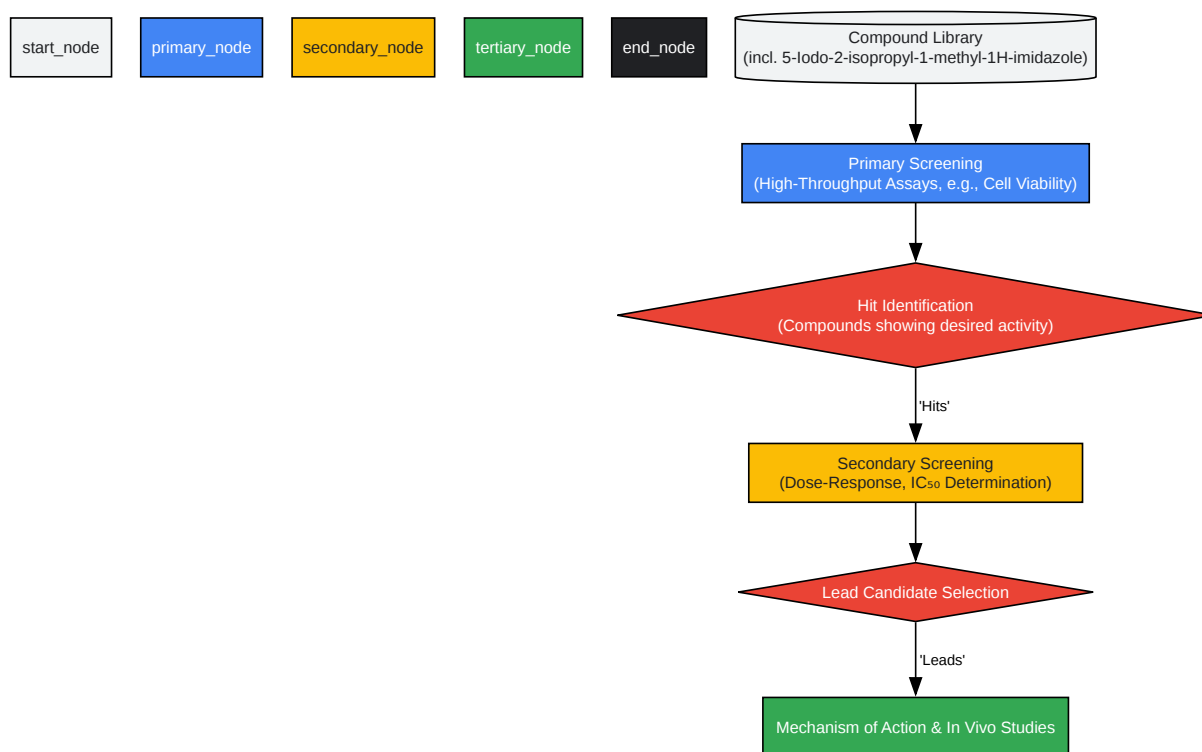 start_node
primary_node
secondary_node
tertiary_node
end_node
Compound Library
(incl. 5-Iodo-2-isopropyl-1-methyl-1H-imidazole)
Primary Screening
(High-Throughput Assays, e.g., Cell Viability)
Hit Identification
(Compounds showing desired activity)
'Hits'
Secondary Screening
(Dose-Response, IC₅₀ Determination)
Lead Candidate Selection
'Leads'
Mechanism of Action & In Vivo Studies